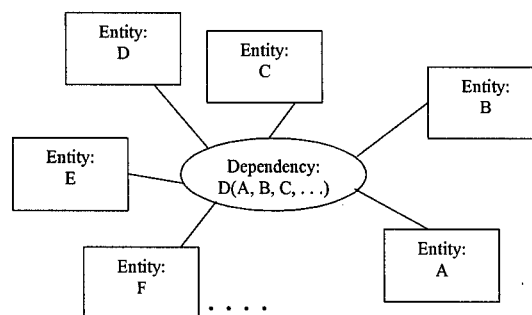 Entity:
D
Entity:
C
Entity:
B
Entity:
E
Dependency:
D(A, B, C, . . .)
Entity:
F
Entity:
A
. . . .